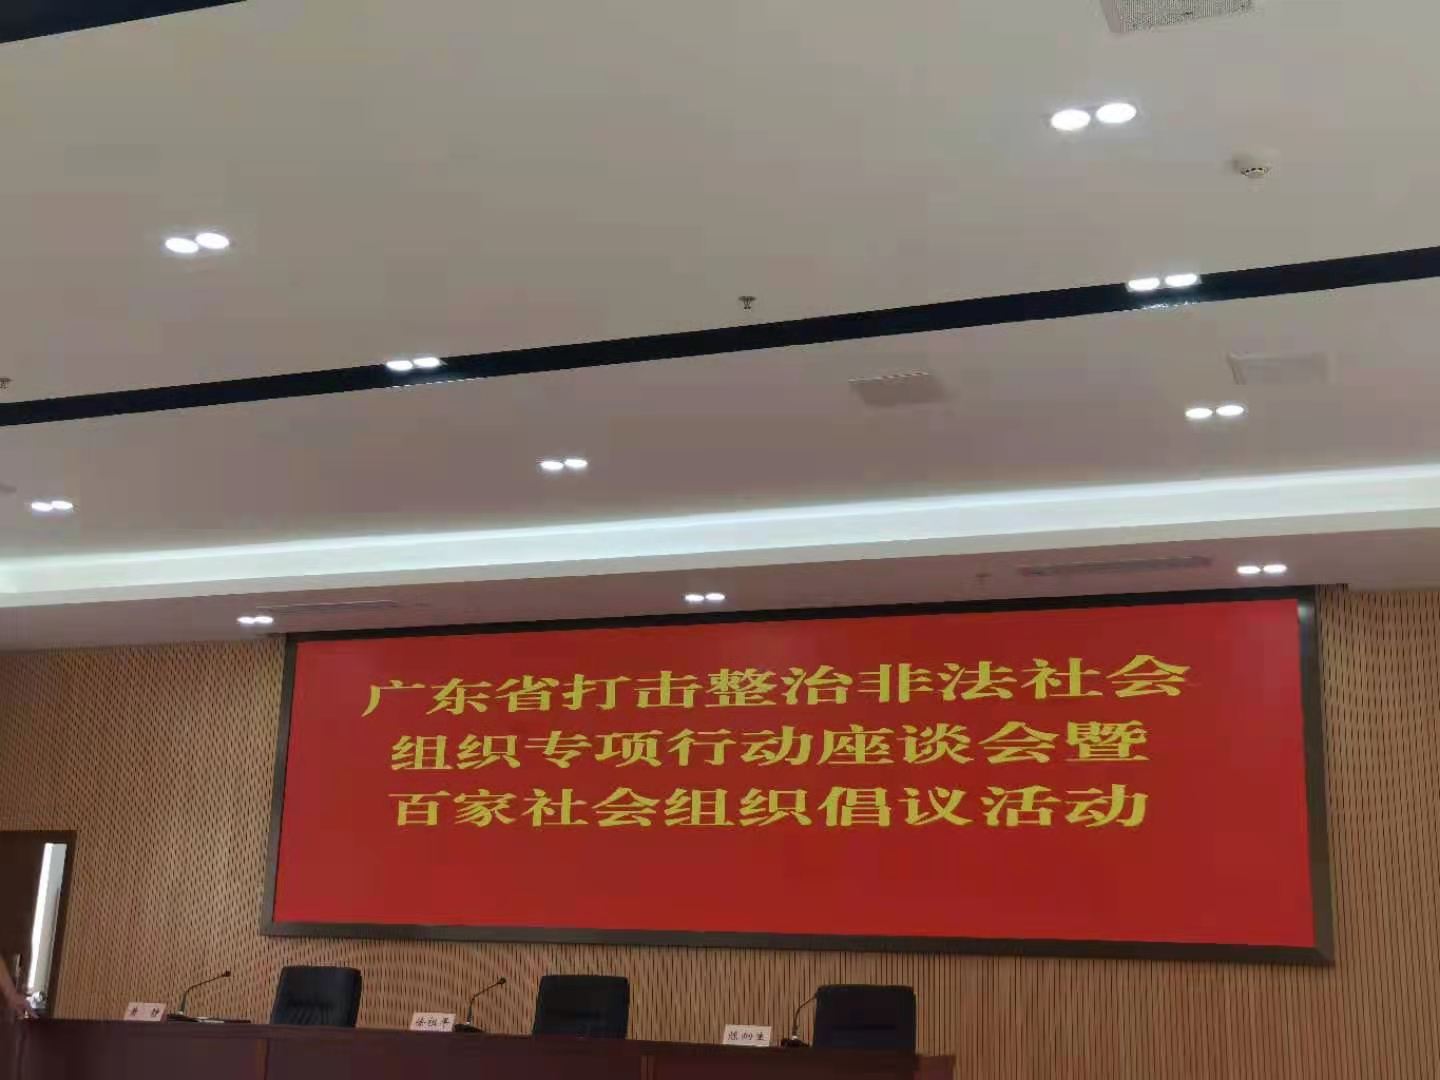 广东省打击整治非法社会
组织专项行动座谈会暨
百家社会组织倡议活动